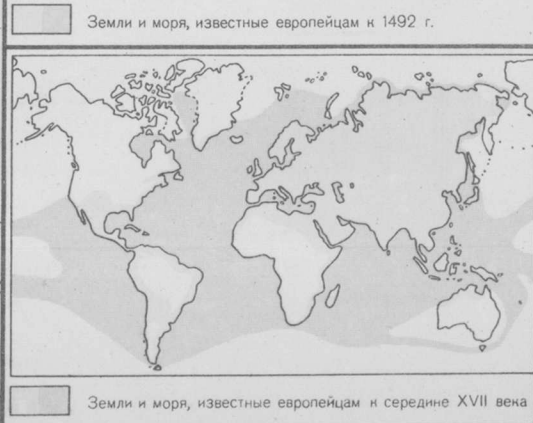 Земли и моря, известные европейцам к 1492 г.
Земли и моря, известные европейцам к середине XVII века